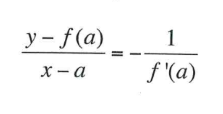 (y − f(a)) / (x − a) = − 1 / f '(a)